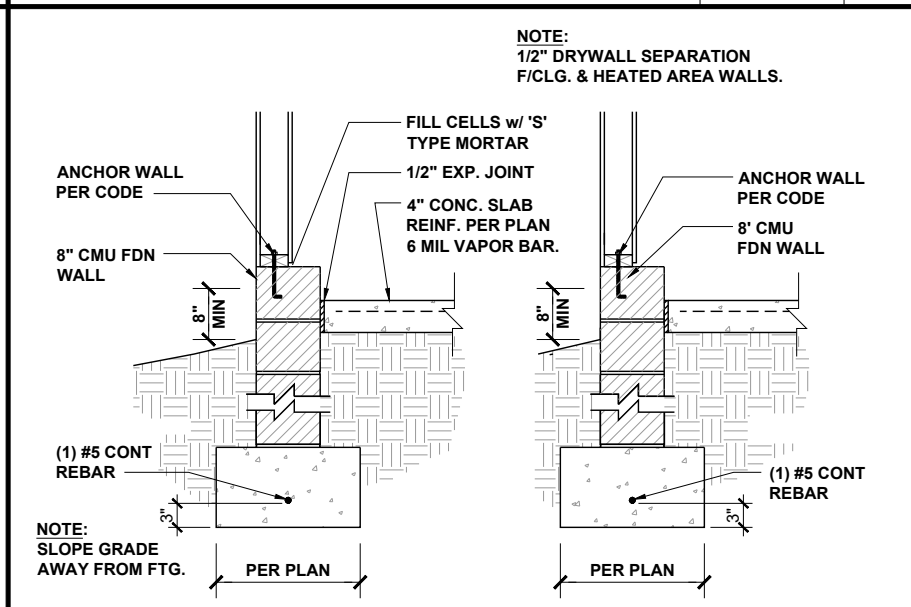 NOTE:
1/2" DRYWALL SEPARATION
F/CLG. & HEATED AREA WALLS.
FILL CELLS w/ 'S'
TYPE MORTAR
ANCHOR WALL
PER CODE
1/2" EXP. JOINT
4" CONC. SLAB
REINF. PER PLAN
6 MIL VAPOR BAR.
8" CMU FDN
WALL
8"
MIN
(1) #5 CONT
REBAR
3"
NOTE:
SLOPE GRADE
AWAY FROM FTG.
PER PLAN
ANCHOR WALL
PER CODE
8' CMU
FDN WALL
8"
MIN
(1) #5 CONT
REBAR
3"
PER PLAN